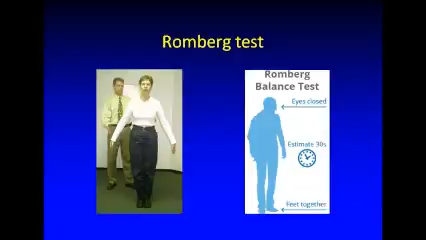 Romberg test
Romberg
Balance Test
Eyes closed
Estimate 30s
Feet together